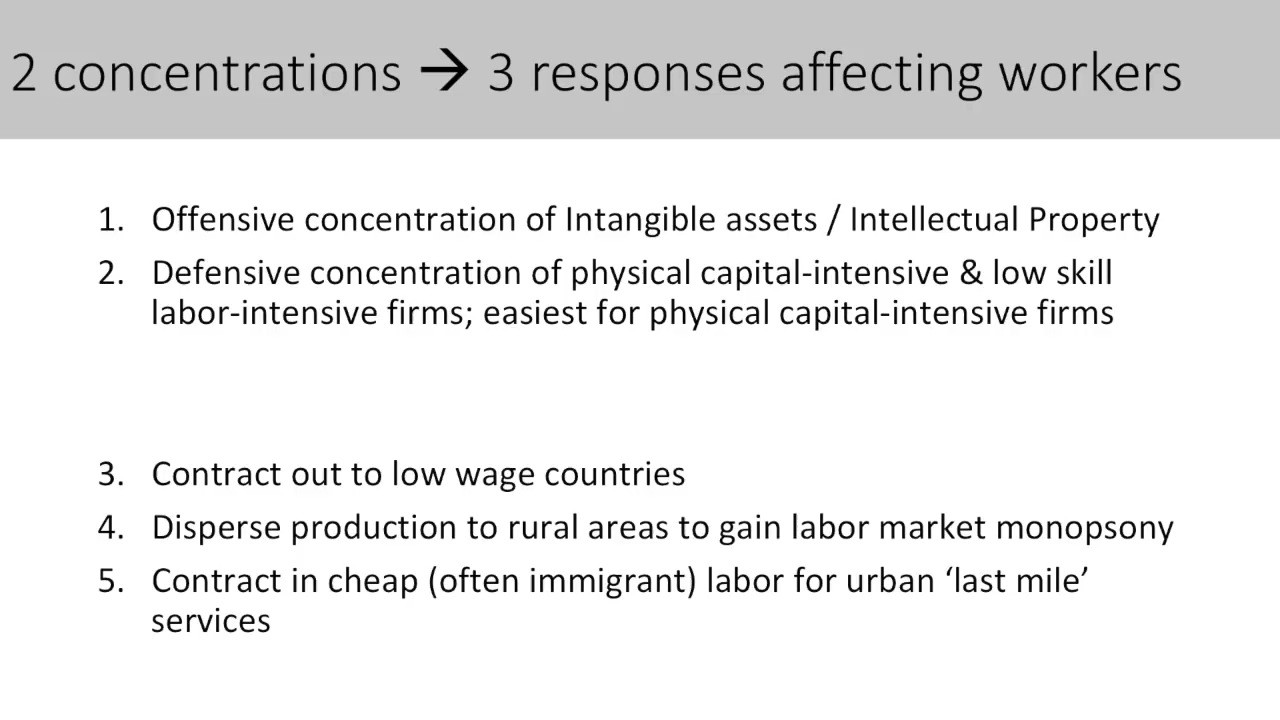 2 concentrations → 3 responses affecting workers
1. Offensive concentration of Intangible assets / Intellectual Property
2. Defensive concentration of physical capital-intensive & low skill
labor-intensive firms; easiest for physical capital-intensive firms
3. Contract out to low wage countries
4. Disperse production to rural areas to gain labor market monopsony
5. Contract in cheap (often immigrant) labor for urban ‘last mile’
services